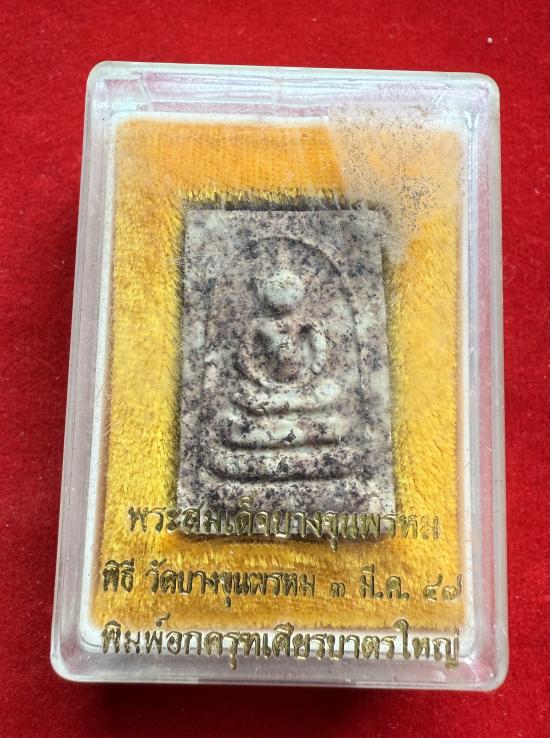 พระสมเด็จบางขุนพรหม
พิธี วัดบางขุนพรหม ๓ มี.ค. ๔๗
พิมพ์อกครุฑเศียรบาตรใหญ่